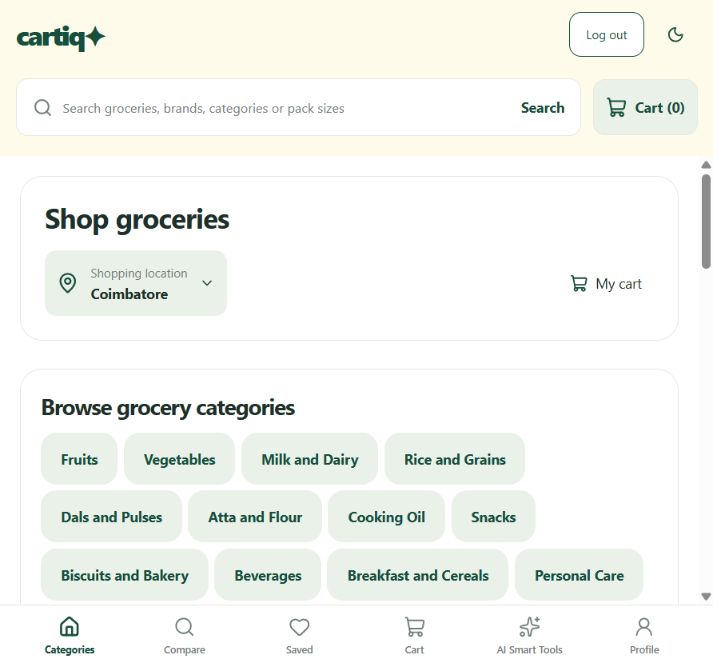 cartiq
Log out
Search groceries, brands, categories or pack sizes
Search
Cart (0)
Shop groceries
Shopping location
Coimbatore
My cart
Browse grocery categories
Fruits Vegetables Milk and Dairy Rice and Grains
Dals and Pulses Atta and Flour Cooking Oil Snacks
Biscuits and Bakery Beverages Breakfast and Cereals Personal Care
Categories Compare Saved Cart AI Smart Tools Profile